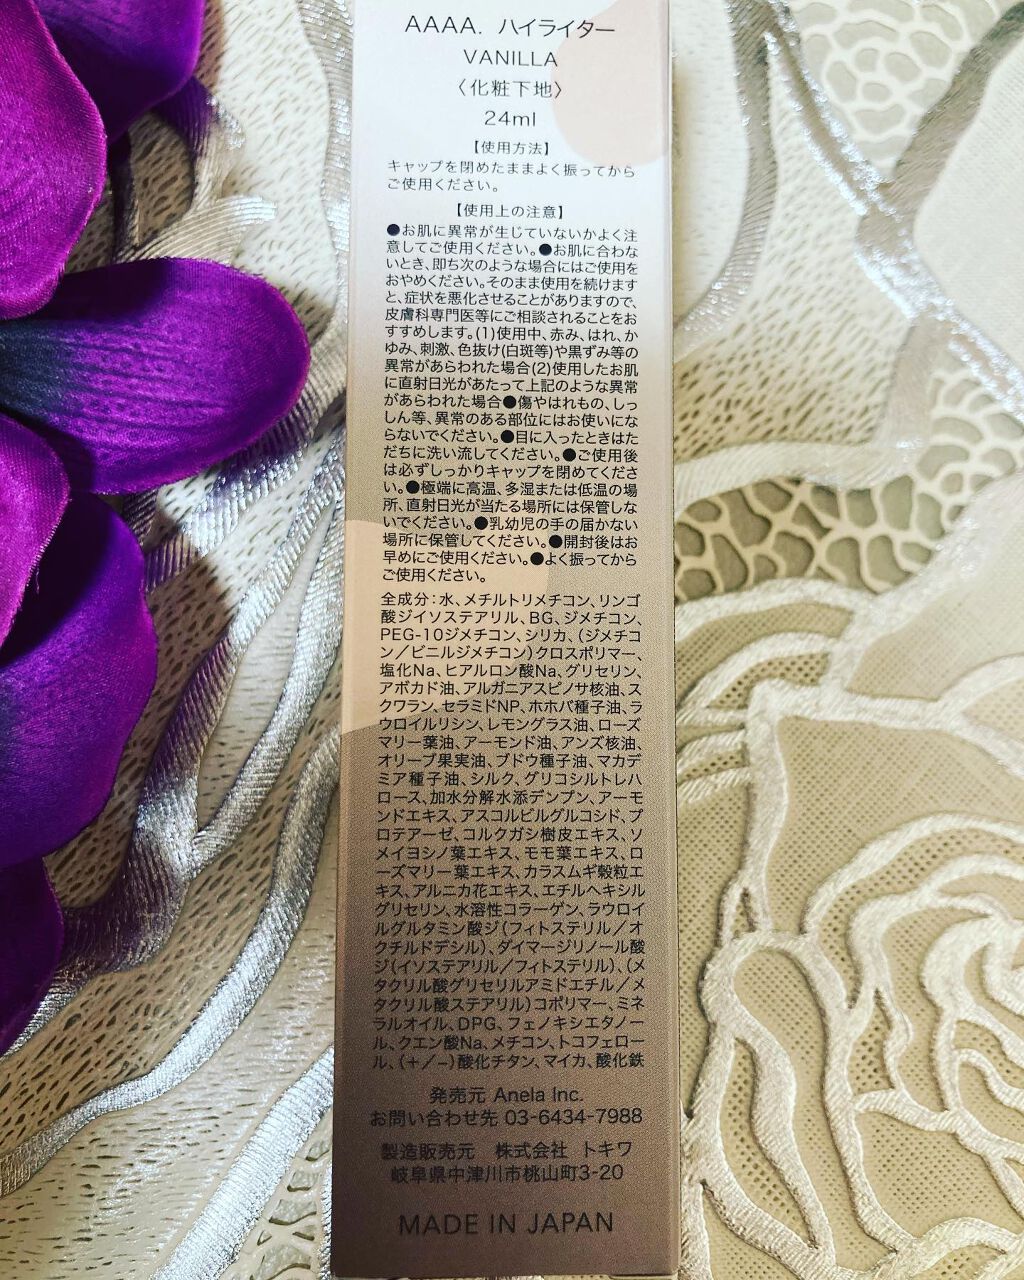 AAAA. ハイライター
VANILLA
〈化粧下地〉
24ml
【使用方法】
キャップを閉めたままよく振ってから
ご使用ください。
【使用上の注意】
●お肌に異常が生じていないかよく注
意してご使用ください。●お肌に合わな
いとき、即ち次のような場合にはご使用を
おやめください。そのまま使用を続けます
と、症状を悪化させることがありますので、
皮膚科専門医等にご相談されることをお
すすめします。(1)使用中、赤み、はれ、か
ゆみ、刺激、色抜け(白斑等)や黒ずみ等の
異常があらわれた場合(2)使用したお肌
に直射日光があたって上記のような異常
があらわれた場合●傷やはれもの、しっ
しん等、異常のある部位にはお使いにな
らないでください。●目に入ったときはた
だちに洗い流してください。●ご使用後
は必ずしっかりキャップを閉めてくださ
い。●極端に高温、多湿または低温の場
所、直射日光が当たる場所には保管しな
いでください。●乳幼児の手の届かない
場所に保管してください。●開封後はお
早めにご使用ください。●よく振ってから
ご使用ください。
全成分：水、メチルトリメチコン、リンゴ
酸ジイソステアリル、BG、ジメチコン、
PEG-10ジメチコン、シリカ、（ジメチコ
ン／ビニルジメチコン）クロスポリマー、
塩化Na、ヒアルロン酸Na、グリセリン、
アボカド油、アルガニアスピノサ核油、ス
クワラン、セラミドNP、ホホバ種子油、ラ
ウロイルリシン、レモングラス油、ローズ
マリー葉油、アーモンド油、アンズ核油、
オリーブ果実油、ブドウ種子油、マカデ
ミア種子油、シルク、グリコシルトレハ
ロース、加水分解水添デンプン、アーモ
ンドエキス、アスコルビルグルコシド、プ
ロテアーゼ、コルクガシ樹皮エキス、ソ
メイヨシノ葉エキス、モモ葉エキス、ロ
ーズマリー葉エキス、カラスムギ穀粒エ
キス、アルニカ花エキス、エチルヘキシル
グリセリン、水溶性コラーゲン、ラウロイ
ルグルタミン酸ジ（フィトステリル／オ
クチルドデシル）、ダイマージリノール酸
ジ（イソステアリル／フィトステリル）、（メ
タクリル酸グリセリルアミドエチル／メ
タクリル酸ステアリル）コポリマー、ミネ
ラルオイル、DPG、フェノキシエタノー
ル、クエン酸Na、メチコン、トコフェロー
ル、（＋／−）酸化チタン、マイカ、酸化鉄
発売元 Anela Inc.
お問い合わせ先 03-6434-7988
製造販売元　株式会社 トキワ
岐阜県中津川市桃山町3-20
MADE IN JAPAN